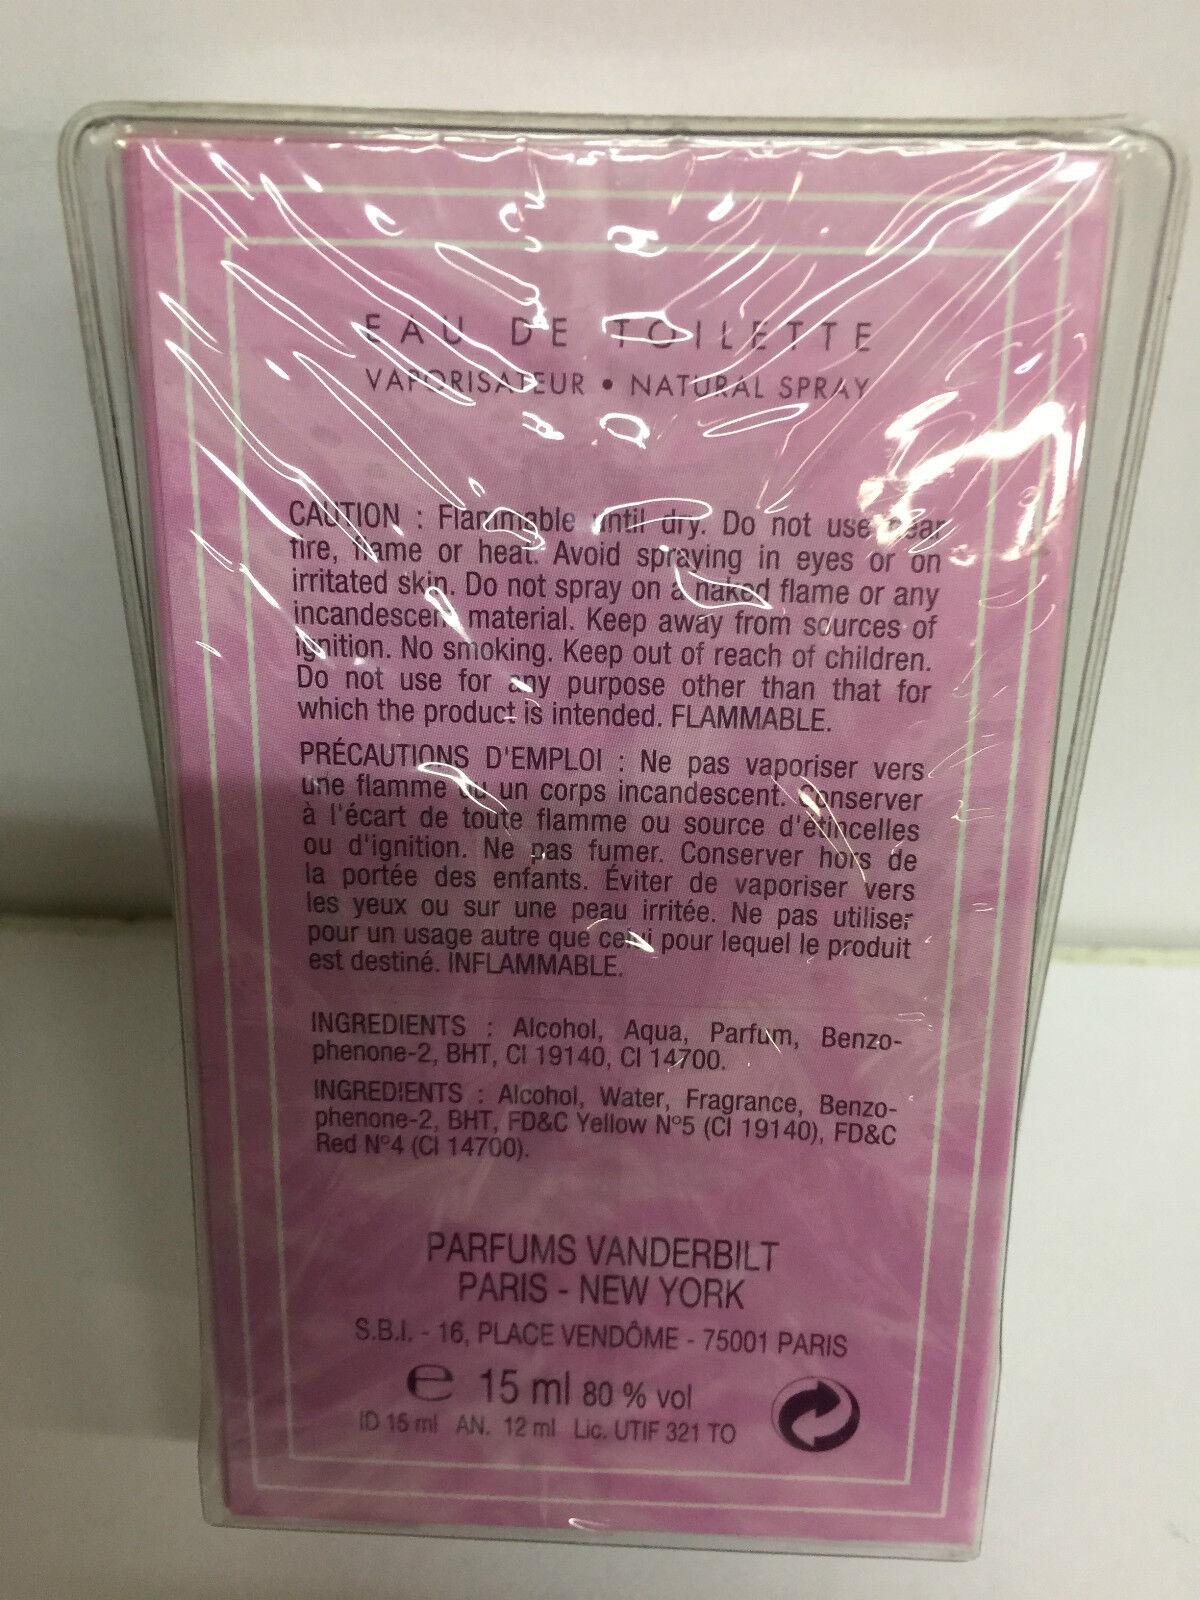 EAU DE TOILETTE
VAPORISATEUR • NATURAL SPRAY
CAUTION : Flammable until dry. Do not use near
fire, flame or heat. Avoid spraying in eyes or on
irritated skin. Do not spray on a naked flame or any
incandescent material. Keep away from sources of
ignition. No smoking. Keep out of reach of children.
Do not use for any purpose other than that for
which the product is intended. FLAMMABLE.
PRÉCAUTIONS D'EMPLOI : Ne pas vaporiser vers
une flamme ou un corps incandescent. Conserver
à l'écart de toute flamme ou source d'étincelles
ou d'ignition. Ne pas fumer. Conserver hors de
la portée des enfants. Éviter de vaporiser vers
les yeux ou sur une peau irritée. Ne pas utiliser
pour un usage autre que celui pour lequel le produit
est destiné. INFLAMMABLE.
INGREDIENTS : Alcohol, Aqua, Parfum, Benzo-
phenone-2, BHT, CI 19140, CI 14700.
INGREDIENTS : Alcohol, Water, Fragrance, Benzo-
phenone-2, BHT, FD&C Yellow N°5 (CI 19140), FD&C
Red N°4 (CI 14700).
PARFUMS VANDERBILT
PARIS - NEW YORK
S.B.I. - 16, PLACE VENDÔME - 75001 PARIS
℮ 15 ml 80 % vol
ID 15 ml AN. 12 ml Lic. UTIF 321 TO